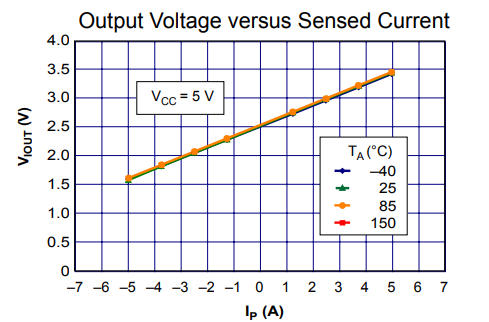 Output Voltage versus Sensed Current
4.0
3.5
3.0
2.5
2.0
1.5
1.0
0.5
0
VIOUT (V)
VCC = 5 V
TA (°C)
–40
25
85
150
–7 –6 –5 –4 –3 –2 –1 0 1 2 3 4 5 6 7
IP (A)